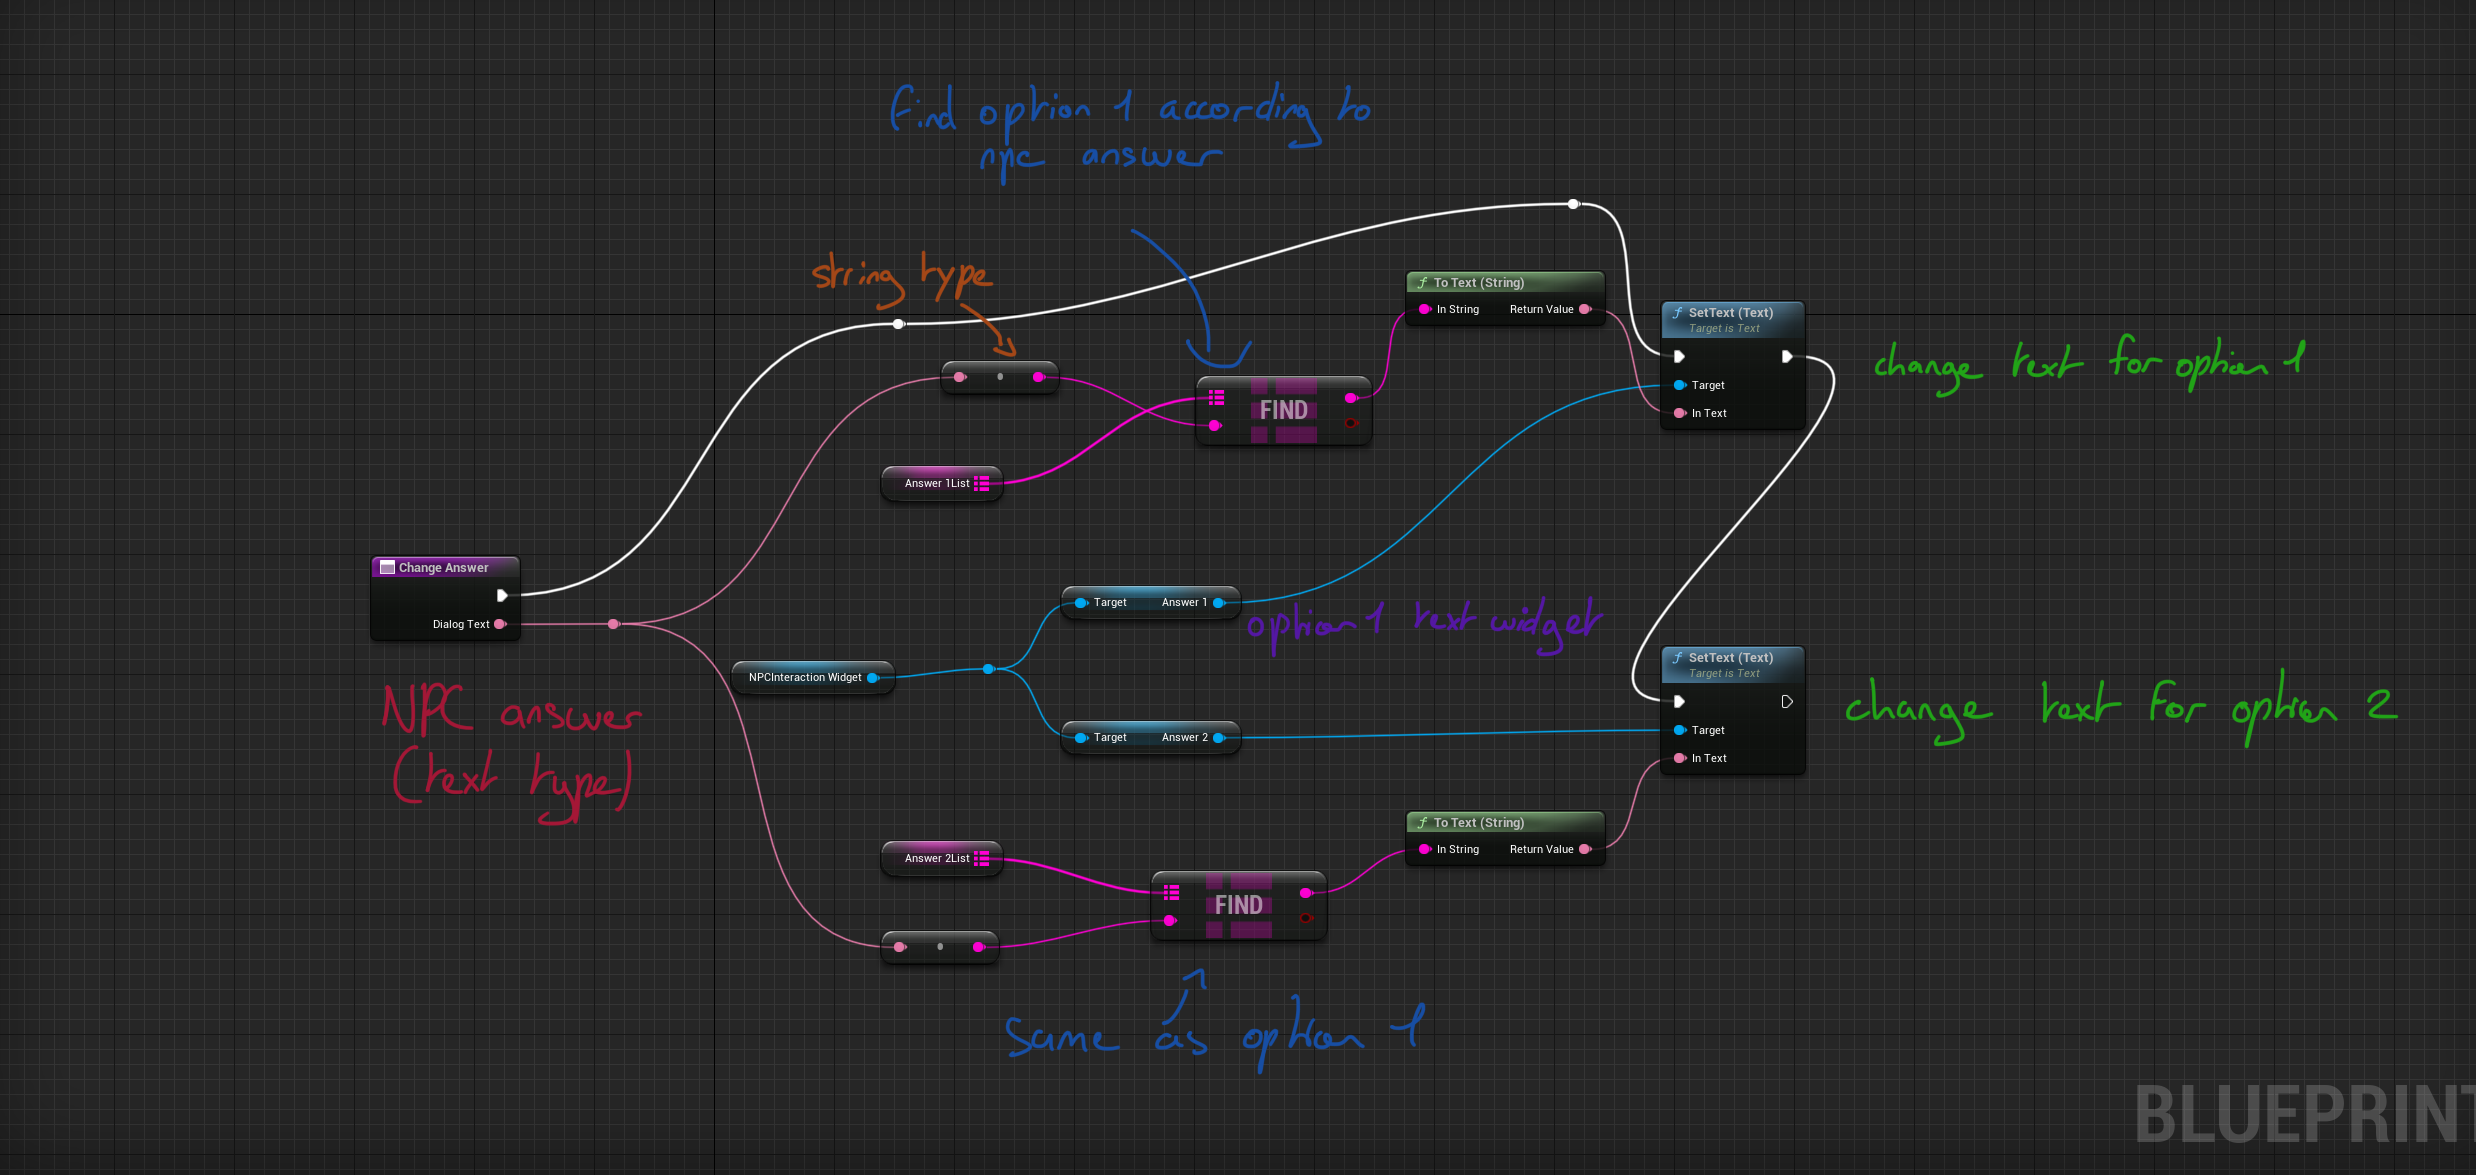 find option 1 according to
npc answer
string type
f To Text (String)
In String Return Value
f SetText (Text)
Target is Text
Target
In Text
change text for option 1
FIND
Answer 1List
Change Answer
Dialog Text
Target Answer 1
option 1 text widget
NPCInteraction Widget
Target Answer 2
f SetText (Text)
Target is Text
Target
In Text
change text for option 2
NPC answer
(text type)
f To Text (String)
In String Return Value
Answer 2List
FIND
same as option 1
BLUEPRINT